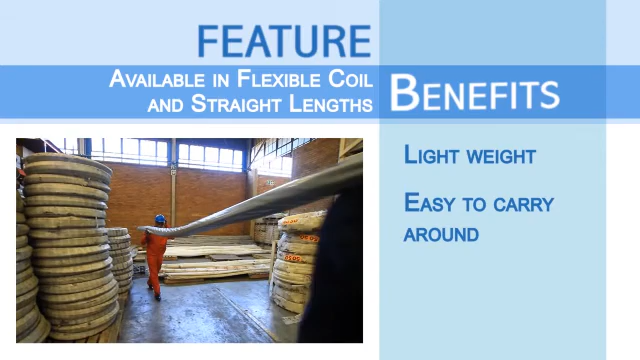 FEATURE
AVAILABLE IN FLEXIBLE COIL
AND STRAIGHT LENGTHS
BENEFITS
LIGHT WEIGHT
EASY TO CARRY
AROUND